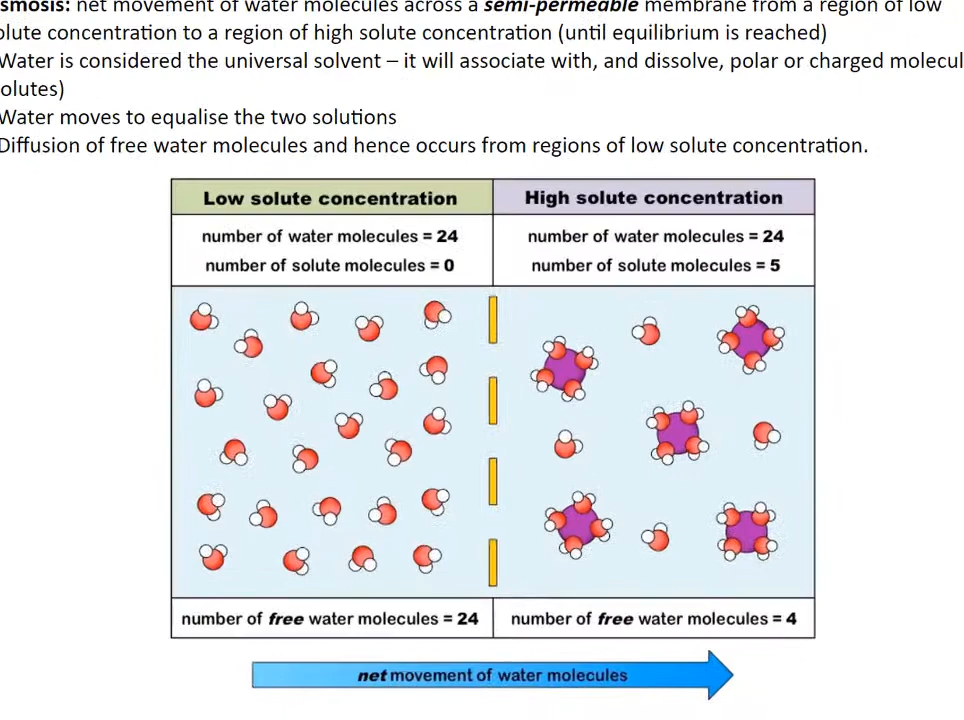 smosis: net movement of water molecules across a semi-permeable membrane from a region of low
olute concentration to a region of high solute concentration (until equilibrium is reached)
Water is considered the universal solvent – it will associate with, and dissolve, polar or charged molecul
olutes)
Water moves to equalise the two solutions
Diffusion of free water molecules and hence occurs from regions of low solute concentration.
Low solute concentration
High solute concentration
number of water molecules = 24
number of solute molecules = 0
number of water molecules = 24
number of solute molecules = 5
number of free water molecules = 24
number of free water molecules = 4
net movement of water molecules